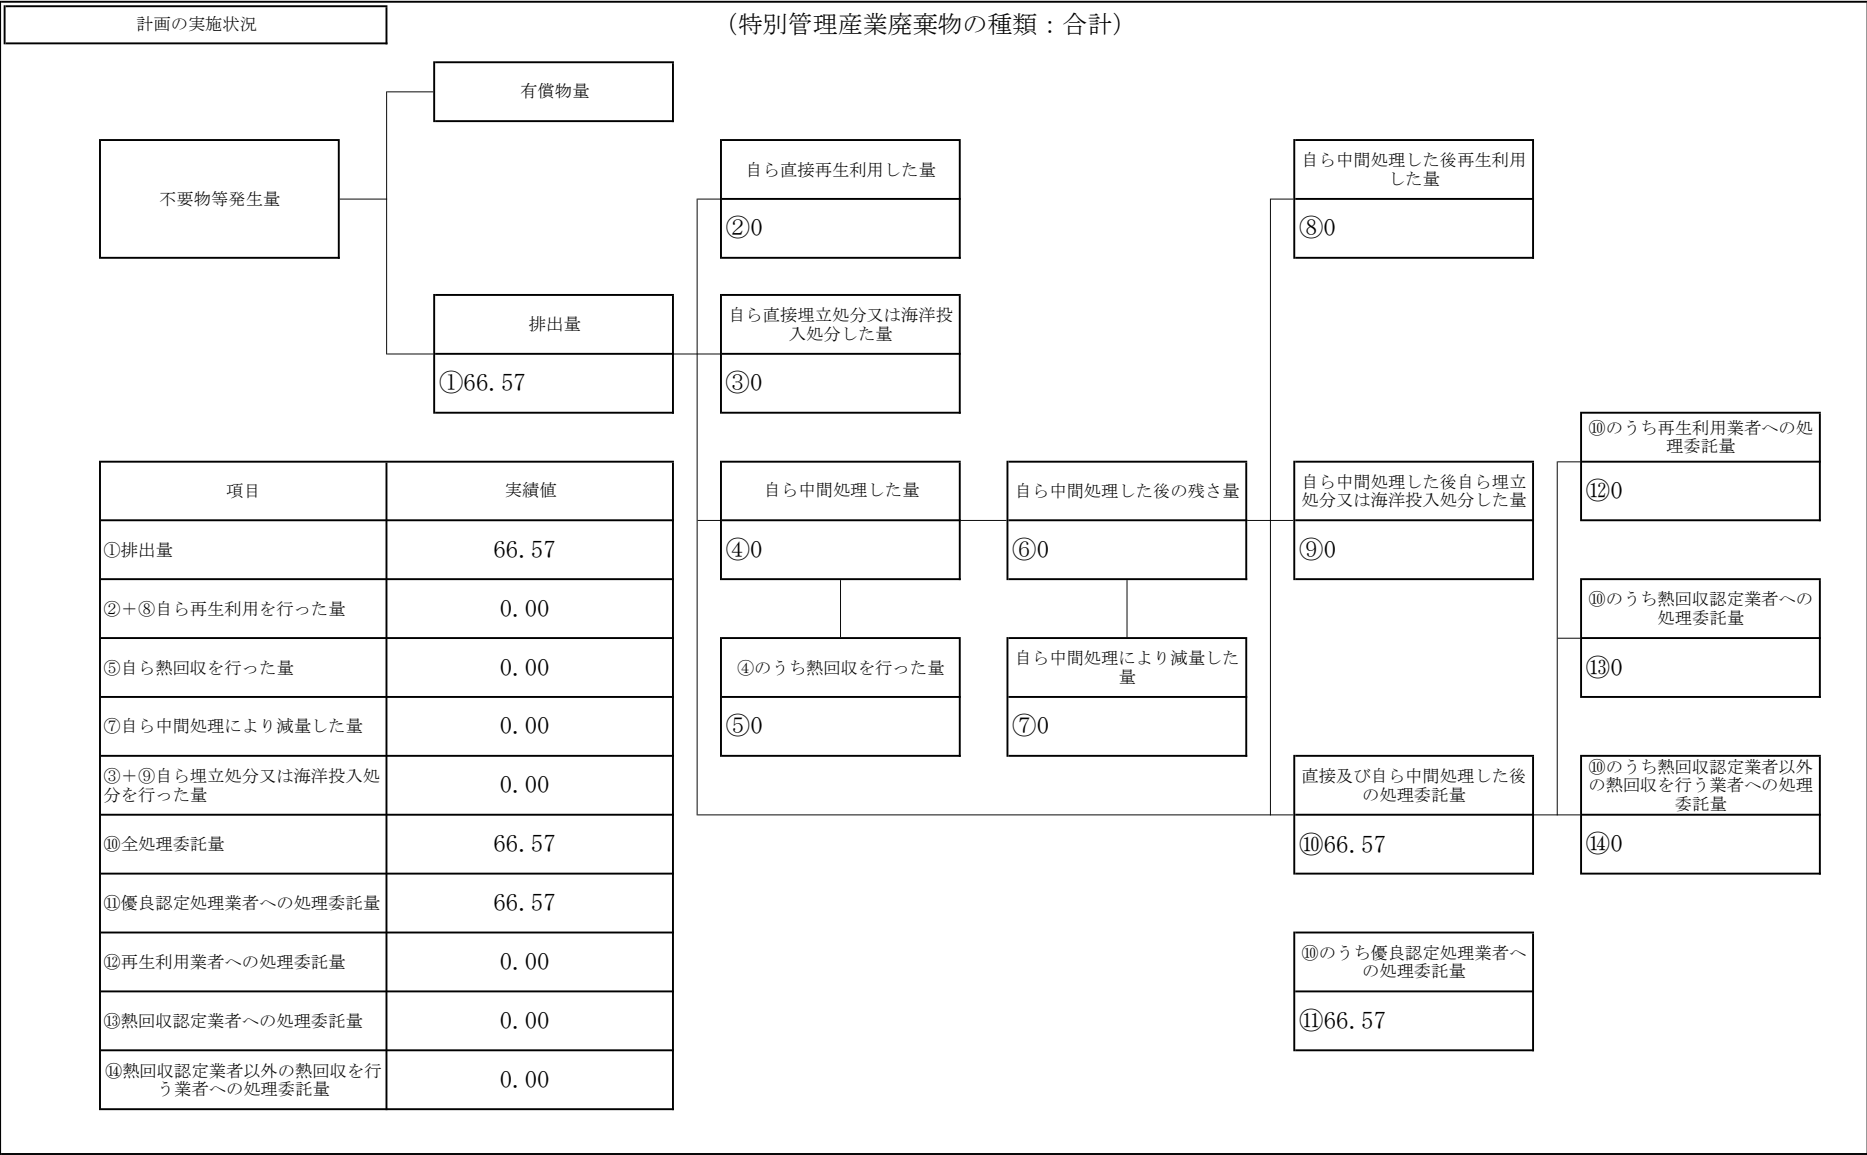 計画の実施状況
（特別管理産業廃棄物の種類：合計）
有償物量
不要物等発生量
自ら直接再生利用した量
②0
自ら中間処理した後再生利用
した量
⑧0
排出量
①66.57
自ら直接埋立処分又は海洋投
入処分した量
③0
項目
実績値
①排出量
66.57
②＋⑧自ら再生利用を行った量
0.00
⑤自ら熱回収を行った量
0.00
⑦自ら中間処理により減量した量
0.00
③＋⑨自ら埋立処分又は海洋投入処
分を行った量
0.00
⑩全処理委託量
66.57
⑪優良認定処理業者への処理委託量
66.57
⑫再生利用業者への処理委託量
0.00
⑬熱回収認定業者への処理委託量
0.00
⑭熱回収認定業者以外の熱回収を行
う業者への処理委託量
0.00
自ら中間処理した量
④0
④のうち熱回収を行った量
⑤0
自ら中間処理した後の残さ量
⑥0
自ら中間処理により減量した
量
⑦0
自ら中間処理した後自ら埋立
処分又は海洋投入処分した量
⑨0
直接及び自ら中間処理した後
の処理委託量
⑩66.57
⑩のうち優良認定処理業者へ
の処理委託量
⑪66.57
⑩のうち再生利用業者への処
理委託量
⑫0
⑩のうち熱回収認定業者への
処理委託量
⑬0
⑩のうち熱回収認定業者以外
の熱回収を行う業者への処理
委託量
⑭0